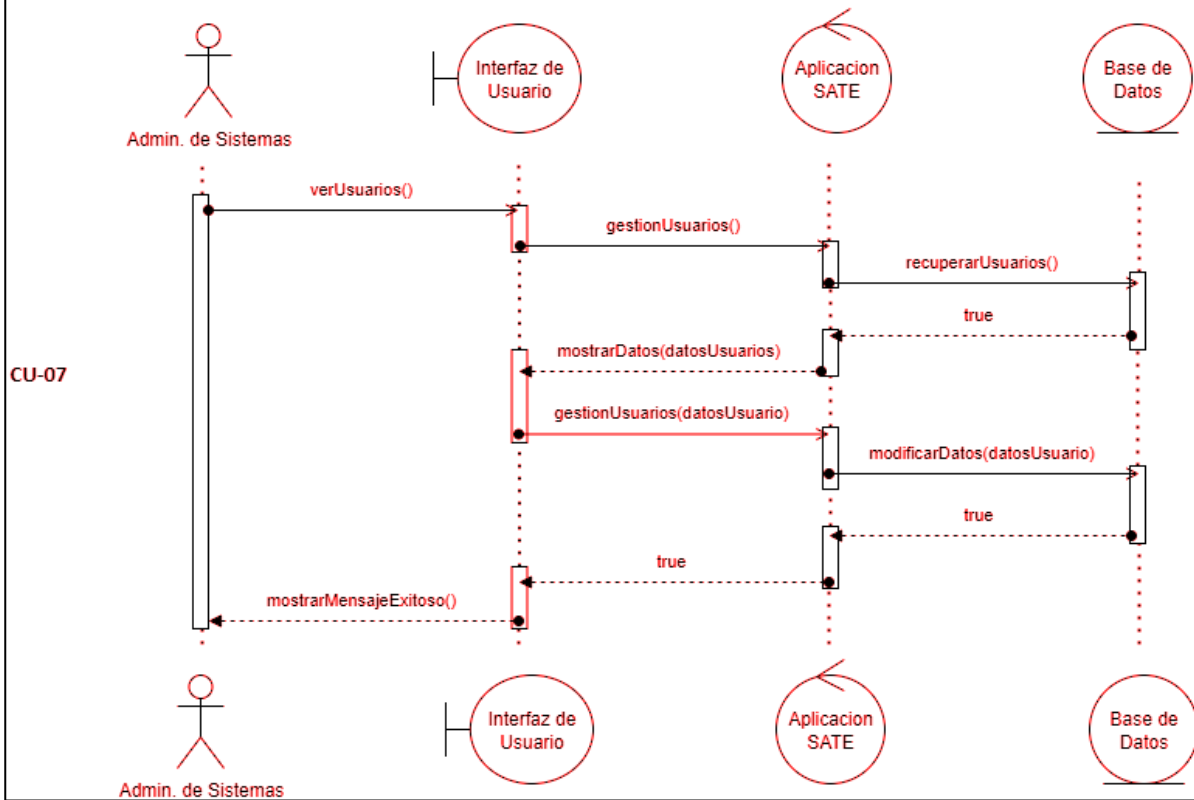 Interfaz de
Usuario
Aplicacion
SATE
Base de
Datos
Admin. de Sistemas
verUsuarios()
gestionUsuarios()
recuperarUsuarios()
true
mostrarDatos(datosUsuarios)
CU-07
gestionUsuarios(datosUsuario)
modificarDatos(datosUsuario)
true
true
mostrarMensajeExitoso()
Interfaz de
Usuario
Aplicacion
SATE
Base de
Datos
Admin. de Sistemas